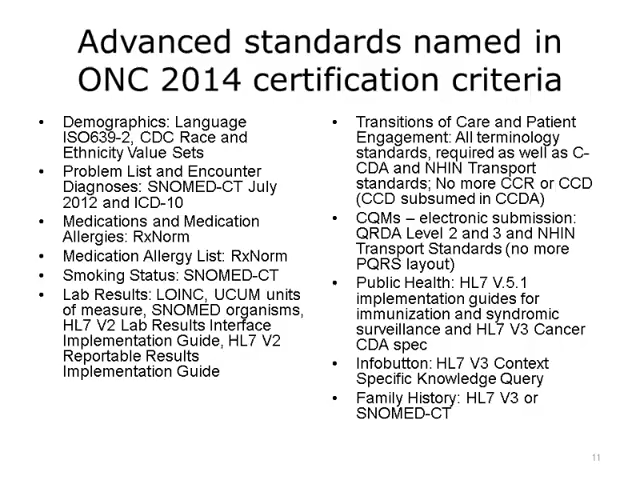 Advanced standards named in
ONC 2014 certification criteria
• Demographics: Language
ISO639-2, CDC Race and
Ethnicity Value Sets
• Problem List and Encounter
Diagnoses: SNOMED-CT July
2012 and ICD-10
• Medications and Medication
Allergies: RxNorm
• Medication Allergy List: RxNorm
• Smoking Status: SNOMED-CT
• Lab Results: LOINC, UCUM units
of measure, SNOMED organisms,
HL7 V2 Lab Results Interface
Implementation Guide, HL7 V2
Reportable Results
Implementation Guide
• Transitions of Care and Patient
Engagement: All terminology
standards, required as well as C-
CDA and NHIN Transport
standards; No more CCR or CCD
(CCD subsumed in CCDA)
• CQMs – electronic submission:
QRDA Level 2 and 3 and NHIN
Transport Standards (no more
PQRS layout)
• Public Health: HL7 V.5.1
implementation guides for
immunization and syndromic
surveillance and HL7 V3 Cancer
CDA spec
• Infobutton: HL7 V3 Context
Specific Knowledge Query
• Family History: HL7 V3 or
SNOMED-CT
11